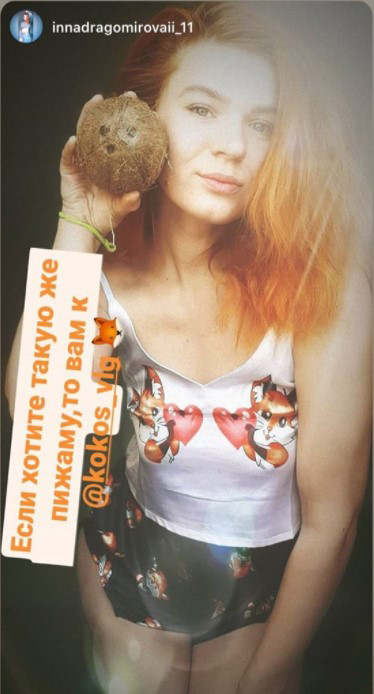 innadragomirovaii_11
Если хотите такую же
пижаму,то вам к
@kokos_vlg